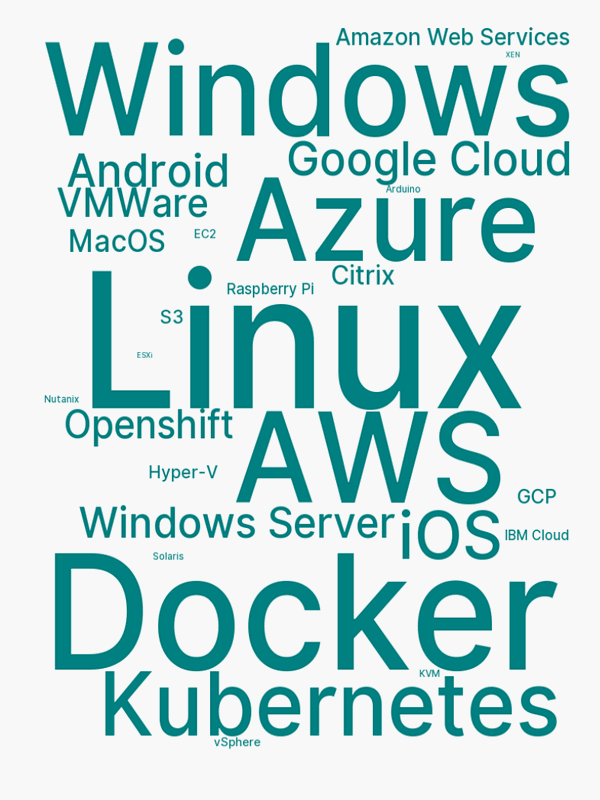 Amazon Web Services
Windows
XEN
Google Cloud
Android
Arduino
VMWare
Azure
MacOS
EC2
Citrix
Raspberry Pi
Linux
S3
ESXi
Nutanix
Openshift
AWS
Hyper-V
GCP
Windows Server
iOS
IBM Cloud
Solaris
Docker
KVM
Kubernetes
vSphere